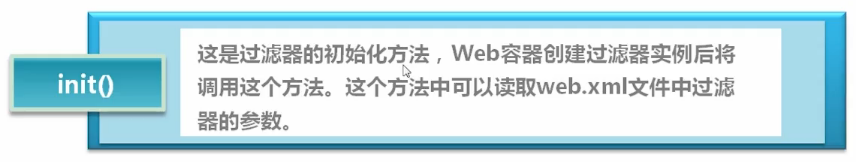 init()
这是过滤器的初始化方法，Web容器创建过滤器实例后将
调用这个方法。这个方法中可以读取web.xml文件中过滤
器的参数。